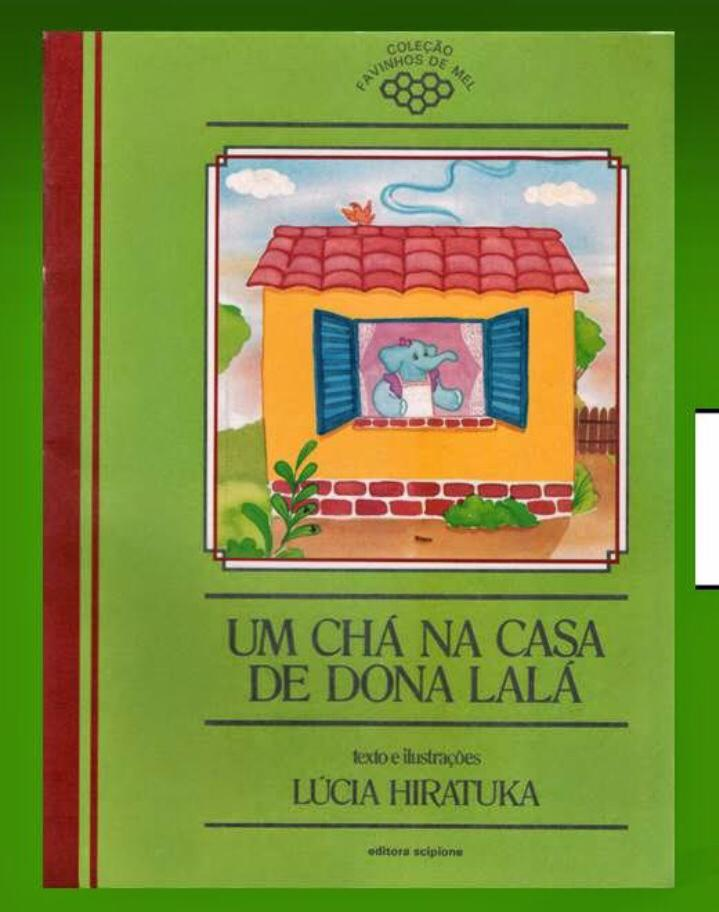 COLEÇÃO
FAVINHOS DE MEL
UM CHÁ NA CASA
DE DONA LALÁ
texto e ilustrações
LÚCIA HIRATUKA
editora scipione